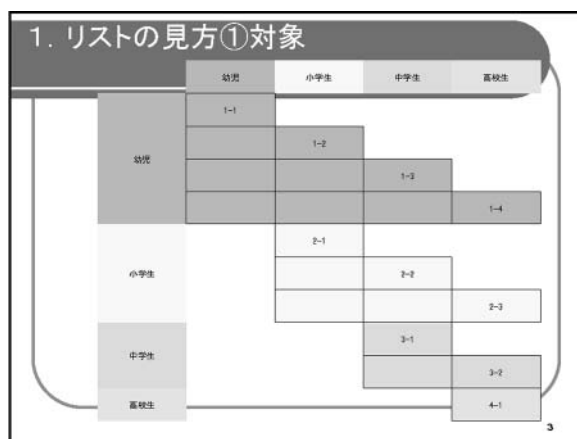 1. リストの見方①対象
幼児 小学生 中学生 高校生
1-1
幼児
1-2
1-3
1-4
2-1
小学生
2-2
2-3
3-1
中学生
3-2
高校生 4-1
3